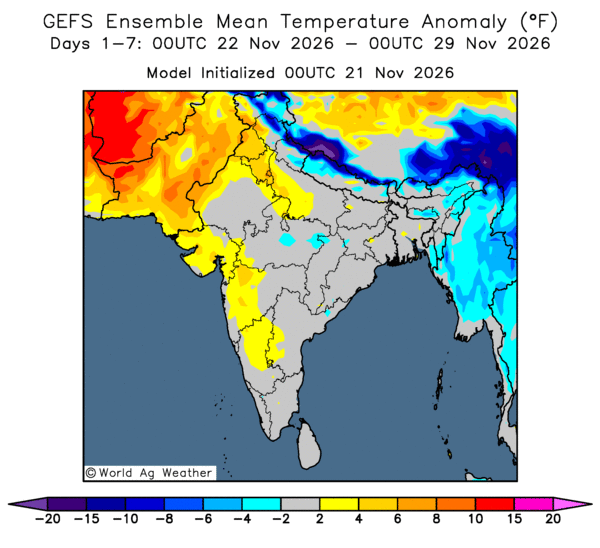 GEFS Ensemble Mean Temperature Anomaly (°F)
Days 1-7: 00UTC 22 Nov 2026 - 00UTC 29 Nov 2026
Model Initialized 00UTC 21 Nov 2026
© World Ag Weather
-20 -15 -10 -8 -6 -4 -2 2 4 6 8 10 15 20